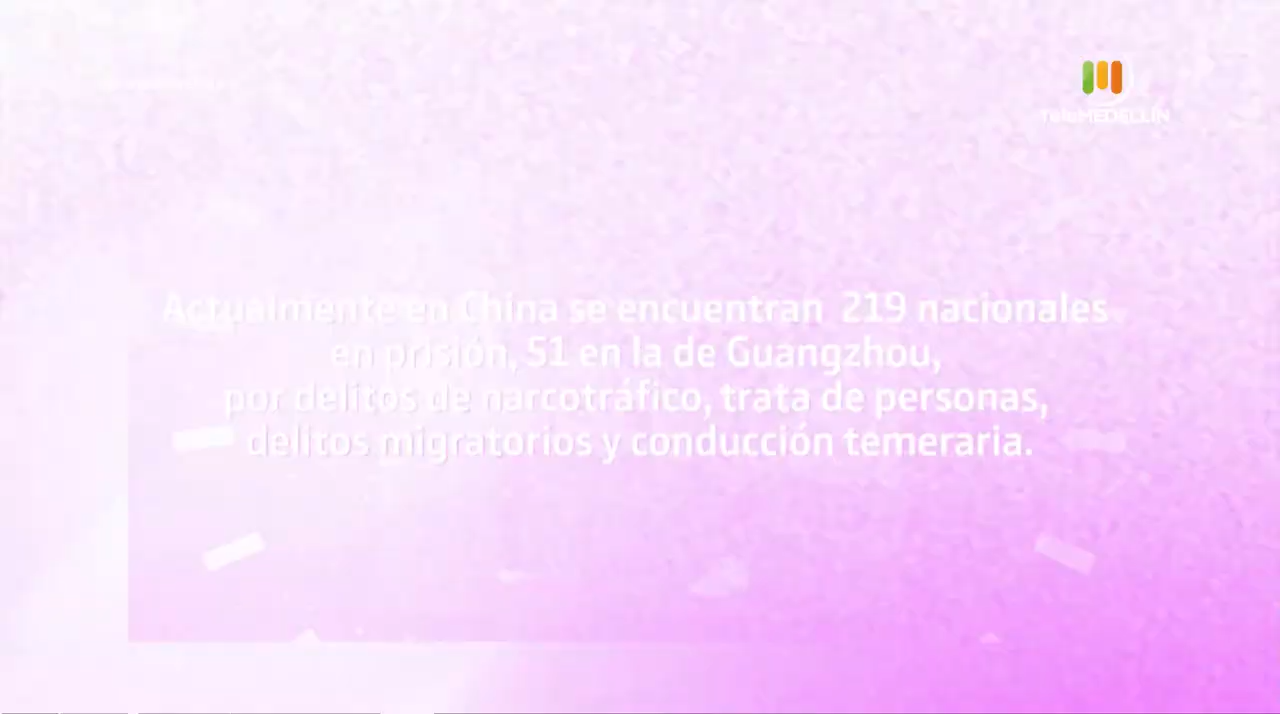 TELEMEDELLÍN
Actualmente en China se encuentran 219 nacionales
en prisión, 51 en la de Guangzhou,
por delitos de narcotráfico, trata de personas,
delitos migratorios y conducción temeraria.